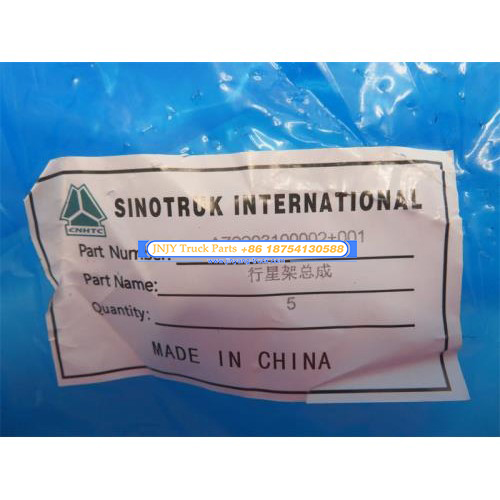 CNHTC
SINOTRUK INTERNATIONAL
Part Number:
JNJY Truck Parts +86 18754130588
Part Name: 行星架总成
Quantity: 5
MADE IN CHINA